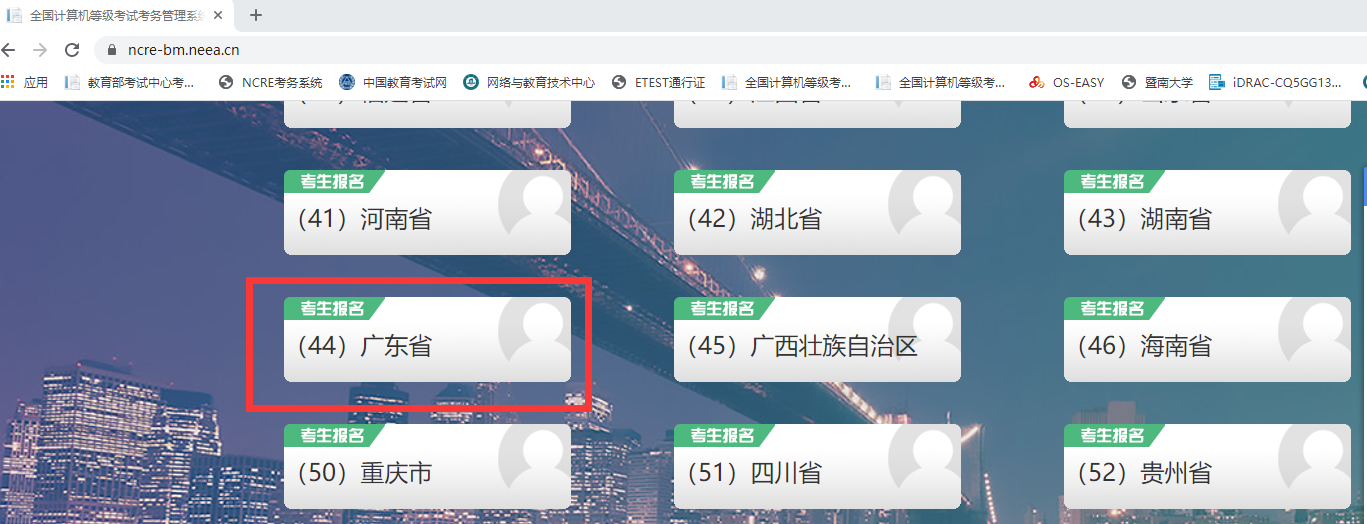 全国计算机等级考试考务管理系
ncre-bm.neea.cn
应用 教育部考试中心考... NCRE考务系统 中国教育考试网 网络与教育技术中心 ETEST通行证 全国计算机等级考... 全国计算机等级考... OS-EASY 暨南大学 iDRAC-CQ5GG13...
考生报名 考生报名 考生报名
（41）河南省 （42）湖北省 （43）湖南省
考生报名 考生报名 考生报名
（44）广东省 （45）广西壮族自治区 （46）海南省
考生报名 考生报名 考生报名
（50）重庆市 （51）四川省 （52）贵州省